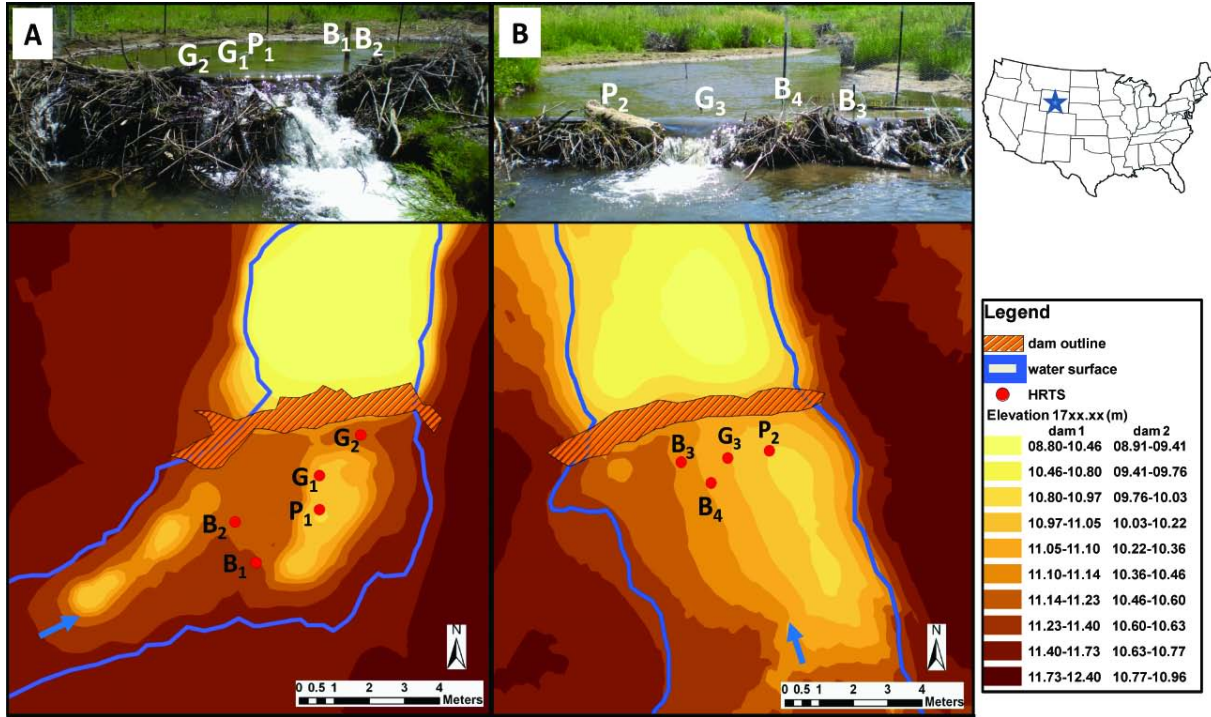 A
G2 G1 P1 B1 B2
B
P2 G3 B4 B3
G2
G1
P1
B2
B1
N
0 0.5 1 2 3 4
Meters
B3 G3 P2
B4
N
0 0.5 1 2 3 4
Meters
Legend
dam outline
water surface
HRTS
Elevation 17xx.xx (m)
dam 1 dam 2
08.80-10.46 08.91-09.41
10.46-10.80 09.41-09.76
10.80-10.97 09.76-10.03
10.97-11.05 10.03-10.22
11.05-11.10 10.22-10.36
11.10-11.14 10.36-10.46
11.14-11.23 10.46-10.60
11.23-11.40 10.60-10.63
11.40-11.73 10.63-10.77
11.73-12.40 10.77-10.96